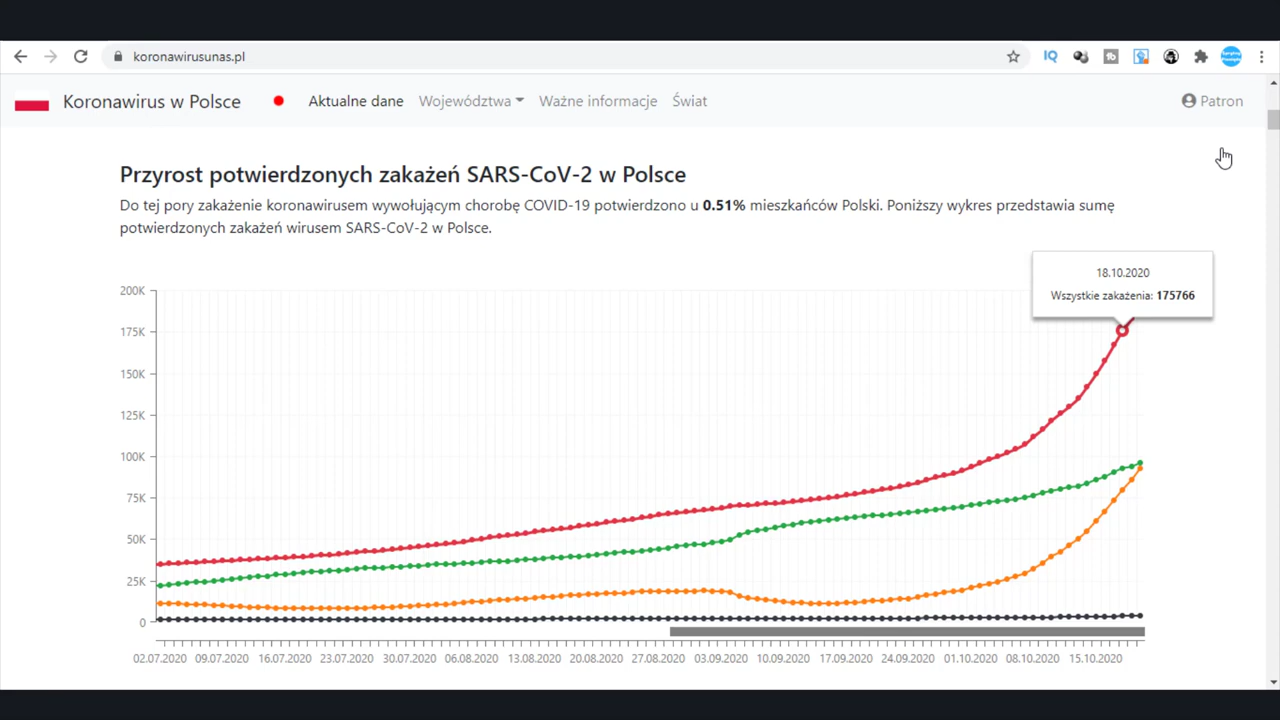 koronawirusunas.pl
IQ
Koronawirus w Polsce Aktualne dane Województwa Ważne informacje Świat Patron
Przyrost potwierdzonych zakażeń SARS-CoV-2 w Polsce
Do tej pory zakażenie koronawirusem wywołującym chorobę COVID-19 potwierdzono u 0.51% mieszkańców Polski. Poniższy wykres przedstawia sumę
potwierdzonych zakażeń wirusem SARS-CoV-2 w Polsce.
18.10.2020
Wszystkie zakażenia: 175766
200K
175K
150K
125K
100K
75K
50K
25K
0
02.07.2020 09.07.2020 16.07.2020 23.07.2020 30.07.2020 06.08.2020 13.08.2020 20.08.2020 27.08.2020 03.09.2020 10.09.2020 17.09.2020 24.09.2020 01.10.2020 08.10.2020 15.10.2020